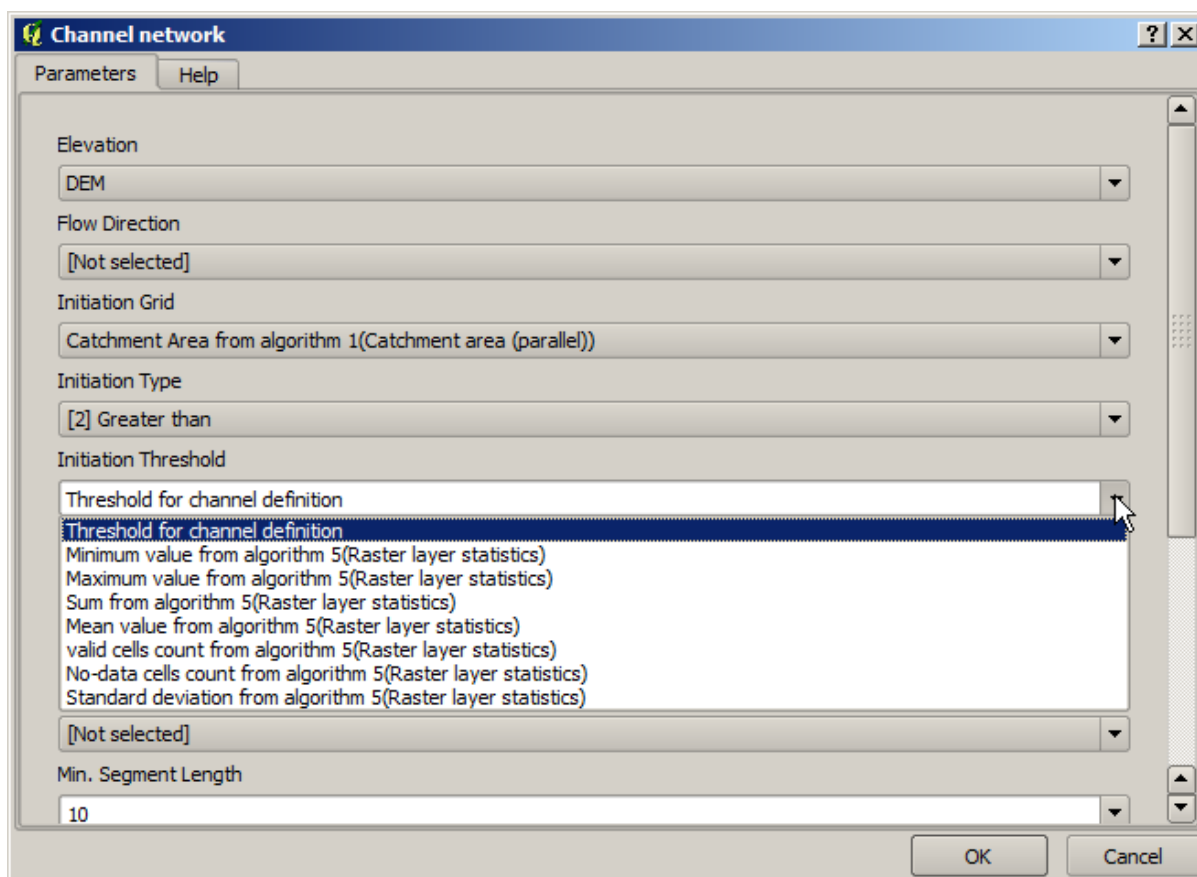 Channel network
Parameters Help
Elevation
DEM
Flow Direction
[Not selected]
Initiation Grid
Catchment Area from algorithm 1(Catchment area (parallel))
Initiation Type
[2] Greater than
Initiation Threshold
Threshold for channel definition
Threshold for channel definition
Minimum value from algorithm 5(Raster layer statistics)
Maximum value from algorithm 5(Raster layer statistics)
Sum from algorithm 5(Raster layer statistics)
Mean value from algorithm 5(Raster layer statistics)
valid cells count from algorithm 5(Raster layer statistics)
No-data cells count from algorithm 5(Raster layer statistics)
Standard deviation from algorithm 5(Raster layer statistics)
[Not selected]
Min. Segment Length
10
OK Cancel